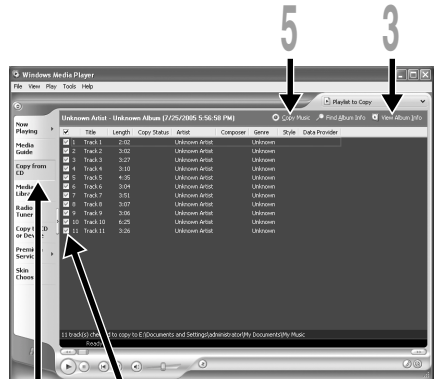 5
3
Windows Media Player
File View Play Tools Help
Playlist to Copy
Unknown Artist - Unknown Album (7/25/2005 5:56:58 PM)
Copy Music Find Album Info View Album Info
Title Length Copy Status Artist Composer Genre Style Data Provider
1 Track 1 2:02 Unknown Artist Unknown
2 Track 2 3:02 Unknown Artist Unknown
3 Track 3 3:27 Unknown Artist Unknown
4 Track 4 3:10 Unknown Artist Unknown
5 Track 5 4:35 Unknown Artist Unknown
6 Track 6 3:04 Unknown Artist Unknown
7 Track 7 3:51 Unknown Artist Unknown
8 Track 8 3:07 Unknown Artist Unknown
9 Track 9 3:06 Unknown Artist Unknown
10 Track 10 6:25 Unknown Artist Unknown
11 Track 11 3:26 Unknown Artist Unknown
Now
Playing
Media
Guide
Copy from
CD
Media
Radio
Tuner
CD
or
Skin
11 track(s) to copy to E:\Documents and Settings\administrator\My Documents\My Music
Ready